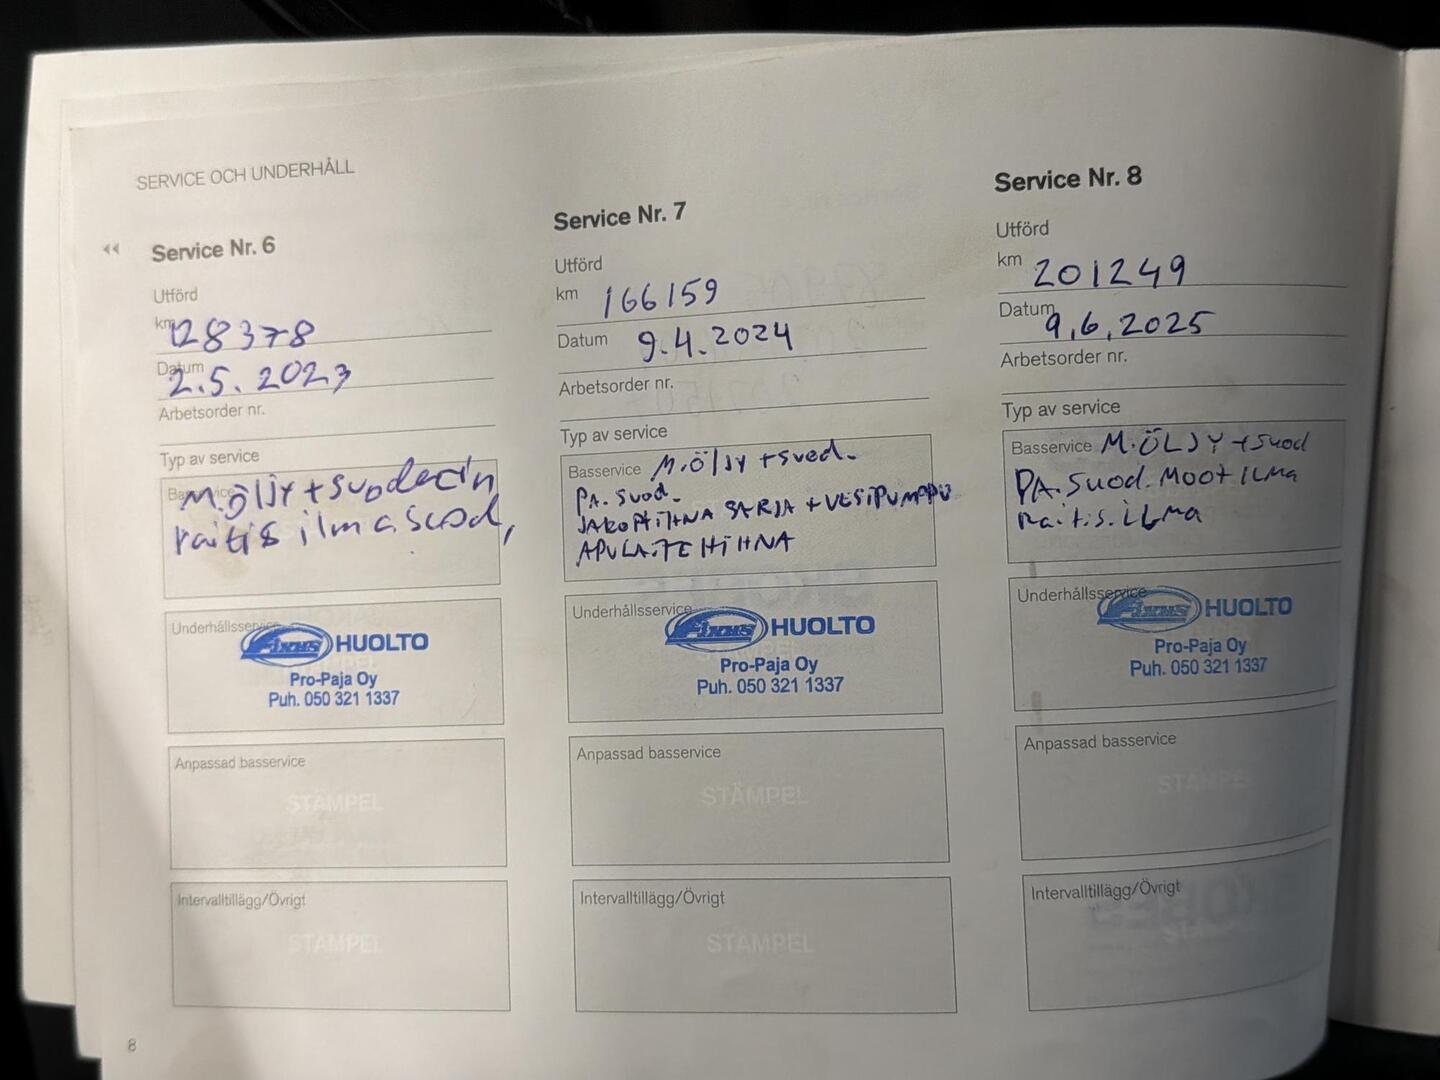 SERVICE OCH UNDERHÅLL
Service Nr. 6
Utförd
km 128378
Datum 2.5.2023
Arbetsorder nr.
Typ av service
M.ÖLJY + suodatin
raitis ilma suod,
Underhållsservice
HUOLTO
Pro-Paja Oy
Puh. 050 321 1337
Anpassad basservice
STÄMPEL
Intervalltillägg/Övrigt
STÄMPEL
8
Service Nr. 7
Utförd
km 166159
Datum 9.4.2024
Arbetsorder nr.
Typ av service
Basservice M.Öljy + suod.
PA. suod.
JAKOHIHNA SARJA + VESIPUMPPU
APULAITEHIHNA
Underhållsservice
HUOLTO
Pro-Paja Oy
Puh. 050 321 1337
Anpassad basservice
STÄMPEL
Intervalltillägg/Övrigt
STÄMPEL
Service Nr. 8
Utförd
km 201249
Datum 9.6.2025
Arbetsorder nr.
Typ av service
Basservice M.ÖLJY + suod
PA. suod. MOOT ILMA
raitis. ilma
Underhållsservice
HUOLTO
Pro-Paja Oy
Puh. 050 321 1337
Anpassad basservice
STÄMPEL
Intervalltillägg/Övrigt